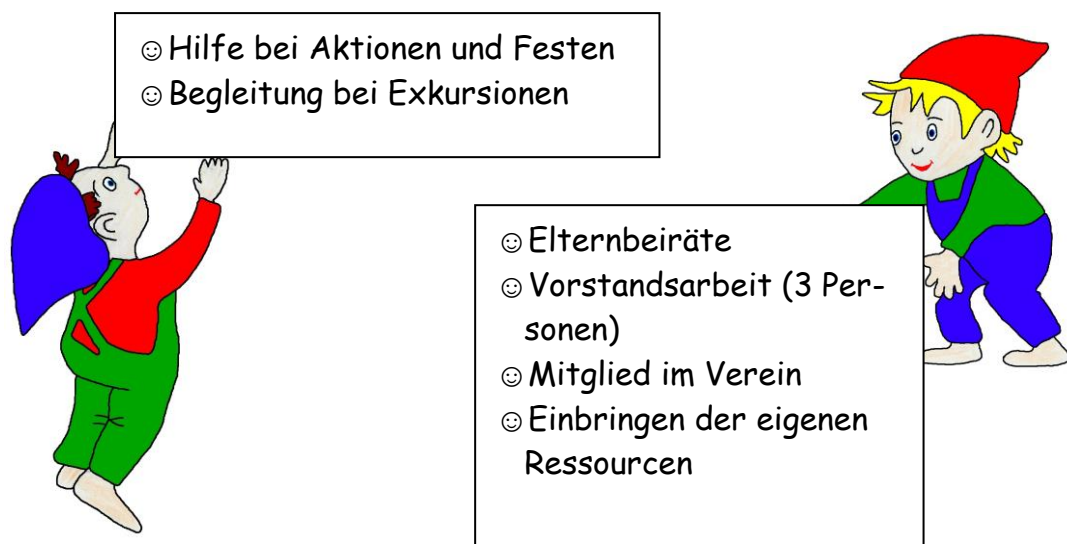 ☺Hilfe bei Aktionen und Festen
☺Begleitung bei Exkursionen
☺Elternbeiräte
☺Vorstandsarbeit (3 Per-
sonen)
☺Mitglied im Verein
☺Einbringen der eigenen
Ressourcen